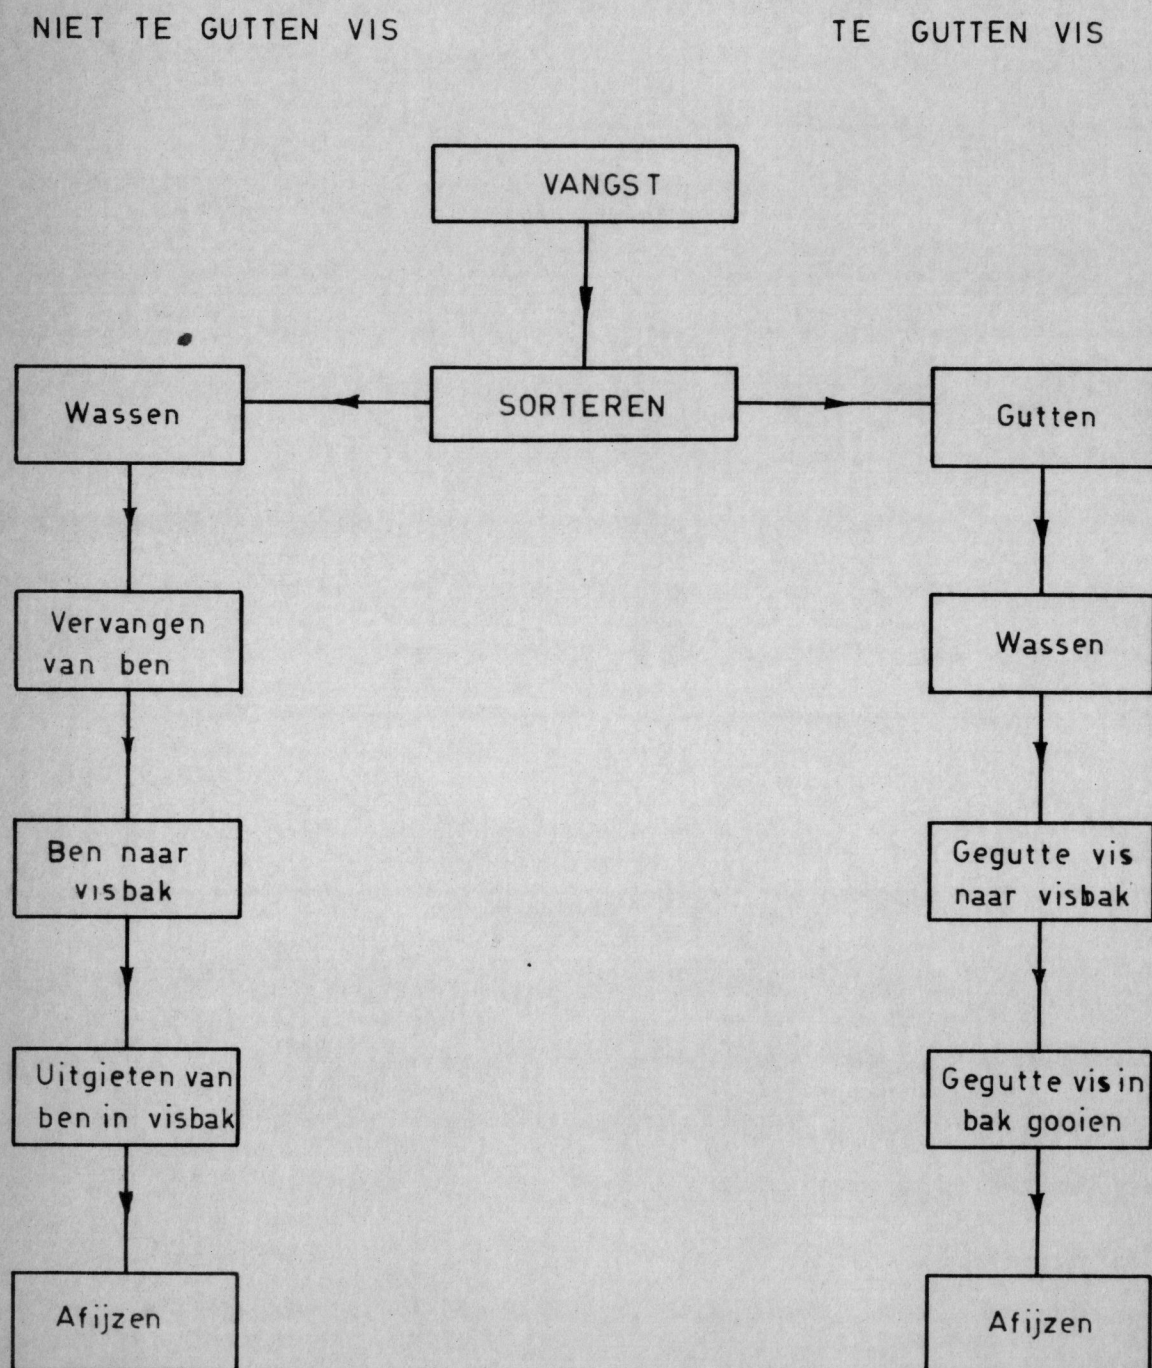 NIET TE GUTTEN VIS
TE GUTTEN VIS
VANGST
SORTEREN
Wassen
Vervangen
van ben
Ben naar
visbak
Uitgieten van
ben in visbak
Afijzen
Gutten
Wassen
Gegutte vis
naar visbak
Gegutte vis in
bak gooien
Afijzen